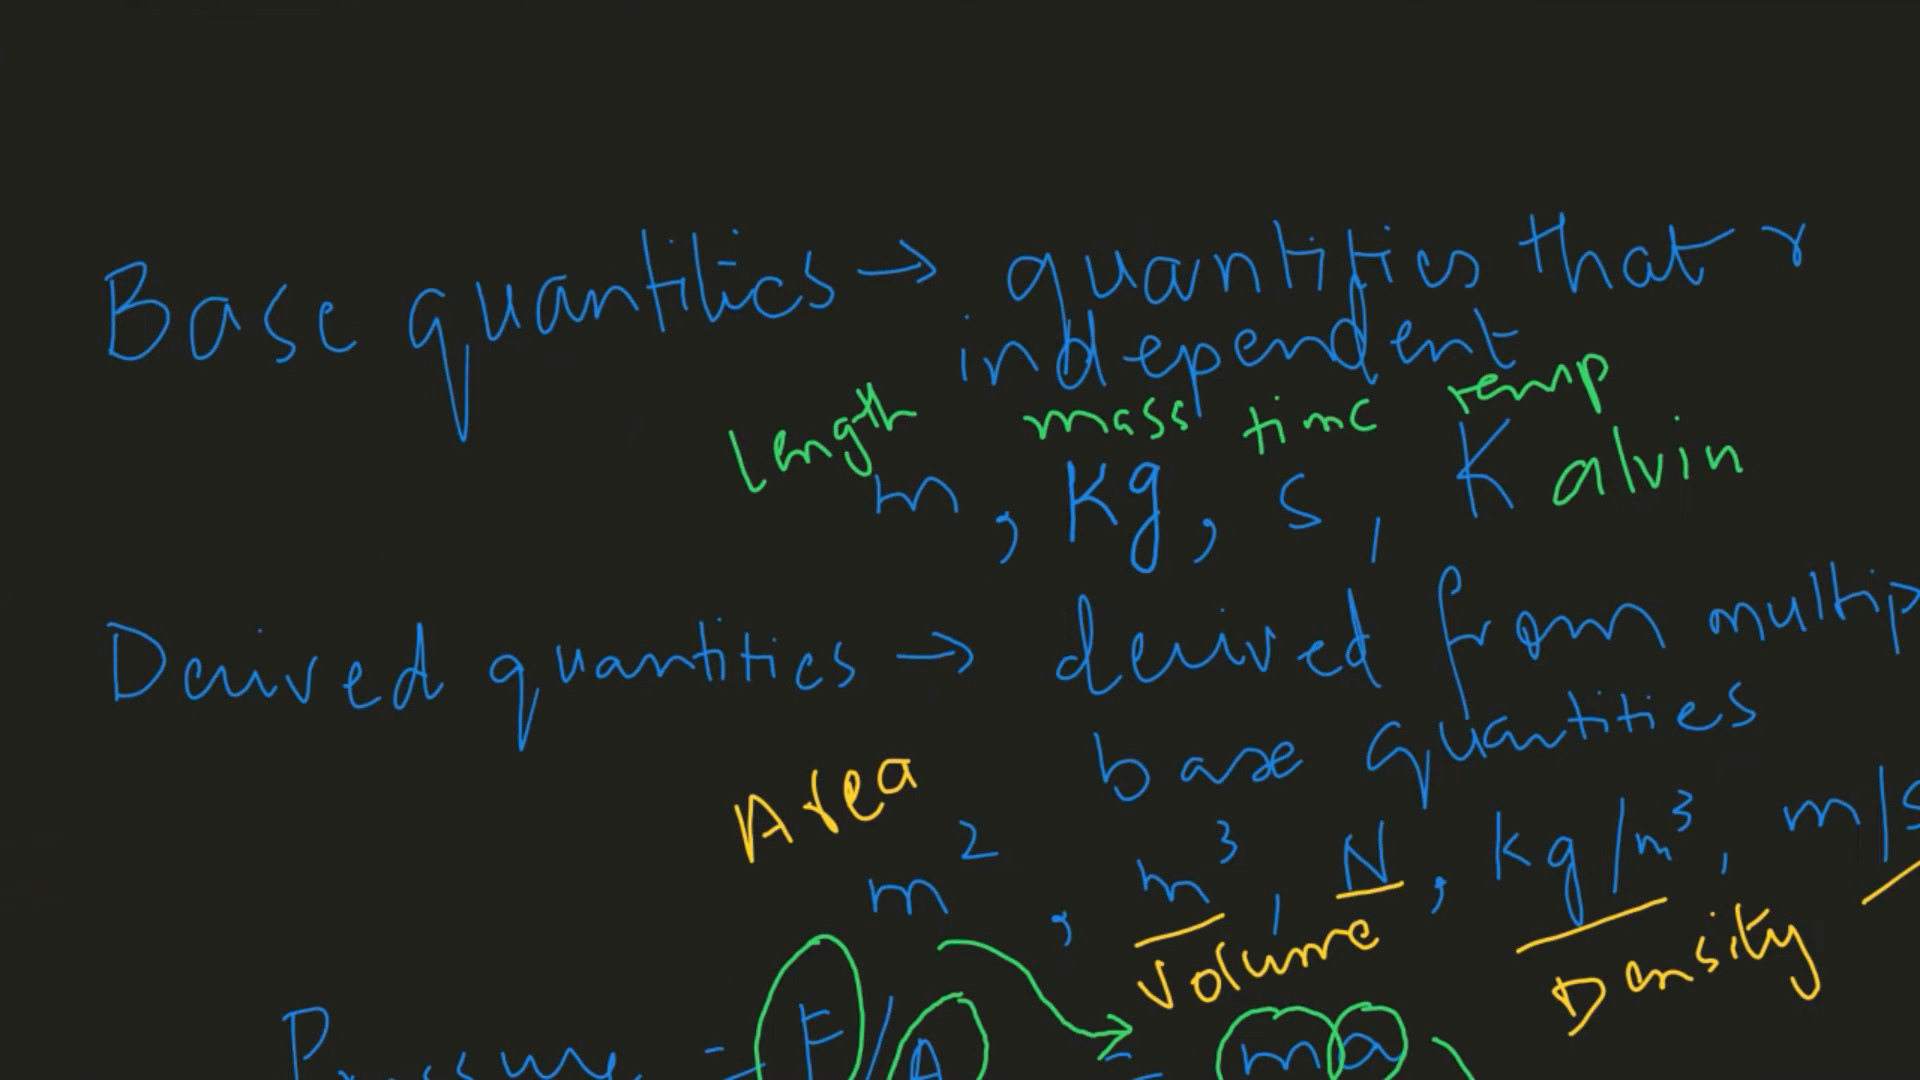 Base quantities → quantities that r
independent
Length mass time temp
m, Kg, s, Kalvin
Derived quantities → derived from multip
base quantities
Area
m², m³, N, kg/m³, m/s
Volume Density
Pressure = F/A = ma